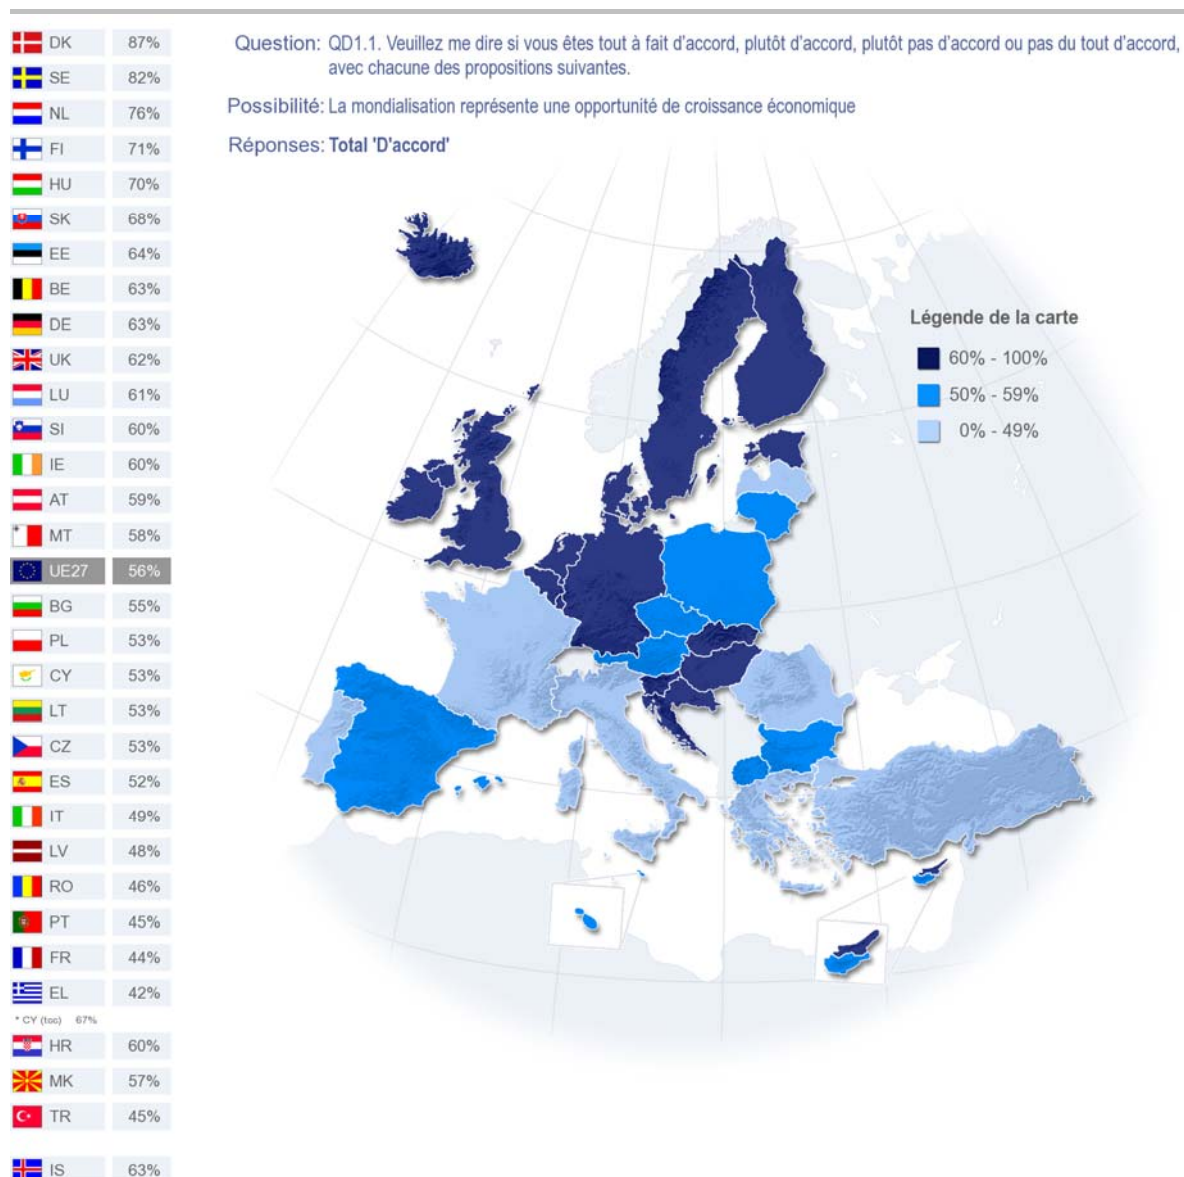 DK 87%
SE 82%
NL 76%
FI 71%
HU 70%
SK 68%
EE 64%
BE 63%
DE 63%
UK 62%
LU 61%
SI 60%
IE 60%
AT 59%
MT 58%
UE27 56%
BG 55%
PL 53%
CY 53%
LT 53%
CZ 53%
ES 52%
IT 49%
LV 48%
RO 46%
PT 45%
FR 44%
EL 42%
* CY (tcc) 67%
HR 60%
MK 57%
TR 45%
IS 63%
Question: QD1.1. Veuillez me dire si vous êtes tout à fait d'accord, plutôt d'accord, plutôt pas d'accord ou pas du tout d'accord,
avec chacune des propositions suivantes.
Possibilité: La mondialisation représente une opportunité de croissance économique
Réponses: Total 'D'accord'
Légende de la carte
60% - 100%
50% - 59%
0% - 49%